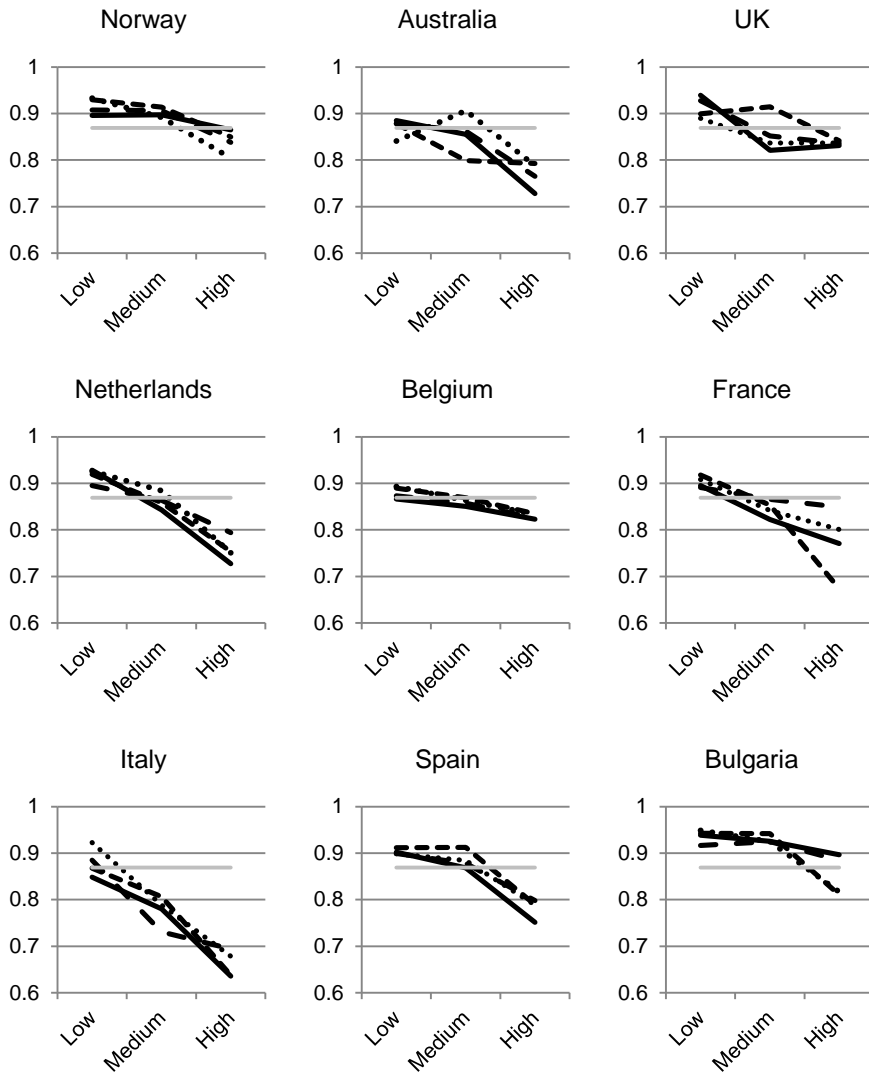 Norway Australia UK
1 1 1
0.9 0.9 0.9
0.8 0.8 0.8
0.7 0.7 0.7
0.6 0.6 0.6
Low Medium High Low Medium High Low Medium High
Netherlands Belgium France
1 1 1
0.9 0.9 0.9
0.8 0.8 0.8
0.7 0.7 0.7
0.6 0.6 0.6
Low Medium High Low Medium High Low Medium High
Italy Spain Bulgaria
1 1 1
0.9 0.9 0.9
0.8 0.8 0.8
0.7 0.7 0.7
0.6 0.6 0.6
Low Medium High Low Medium High Low Medium High